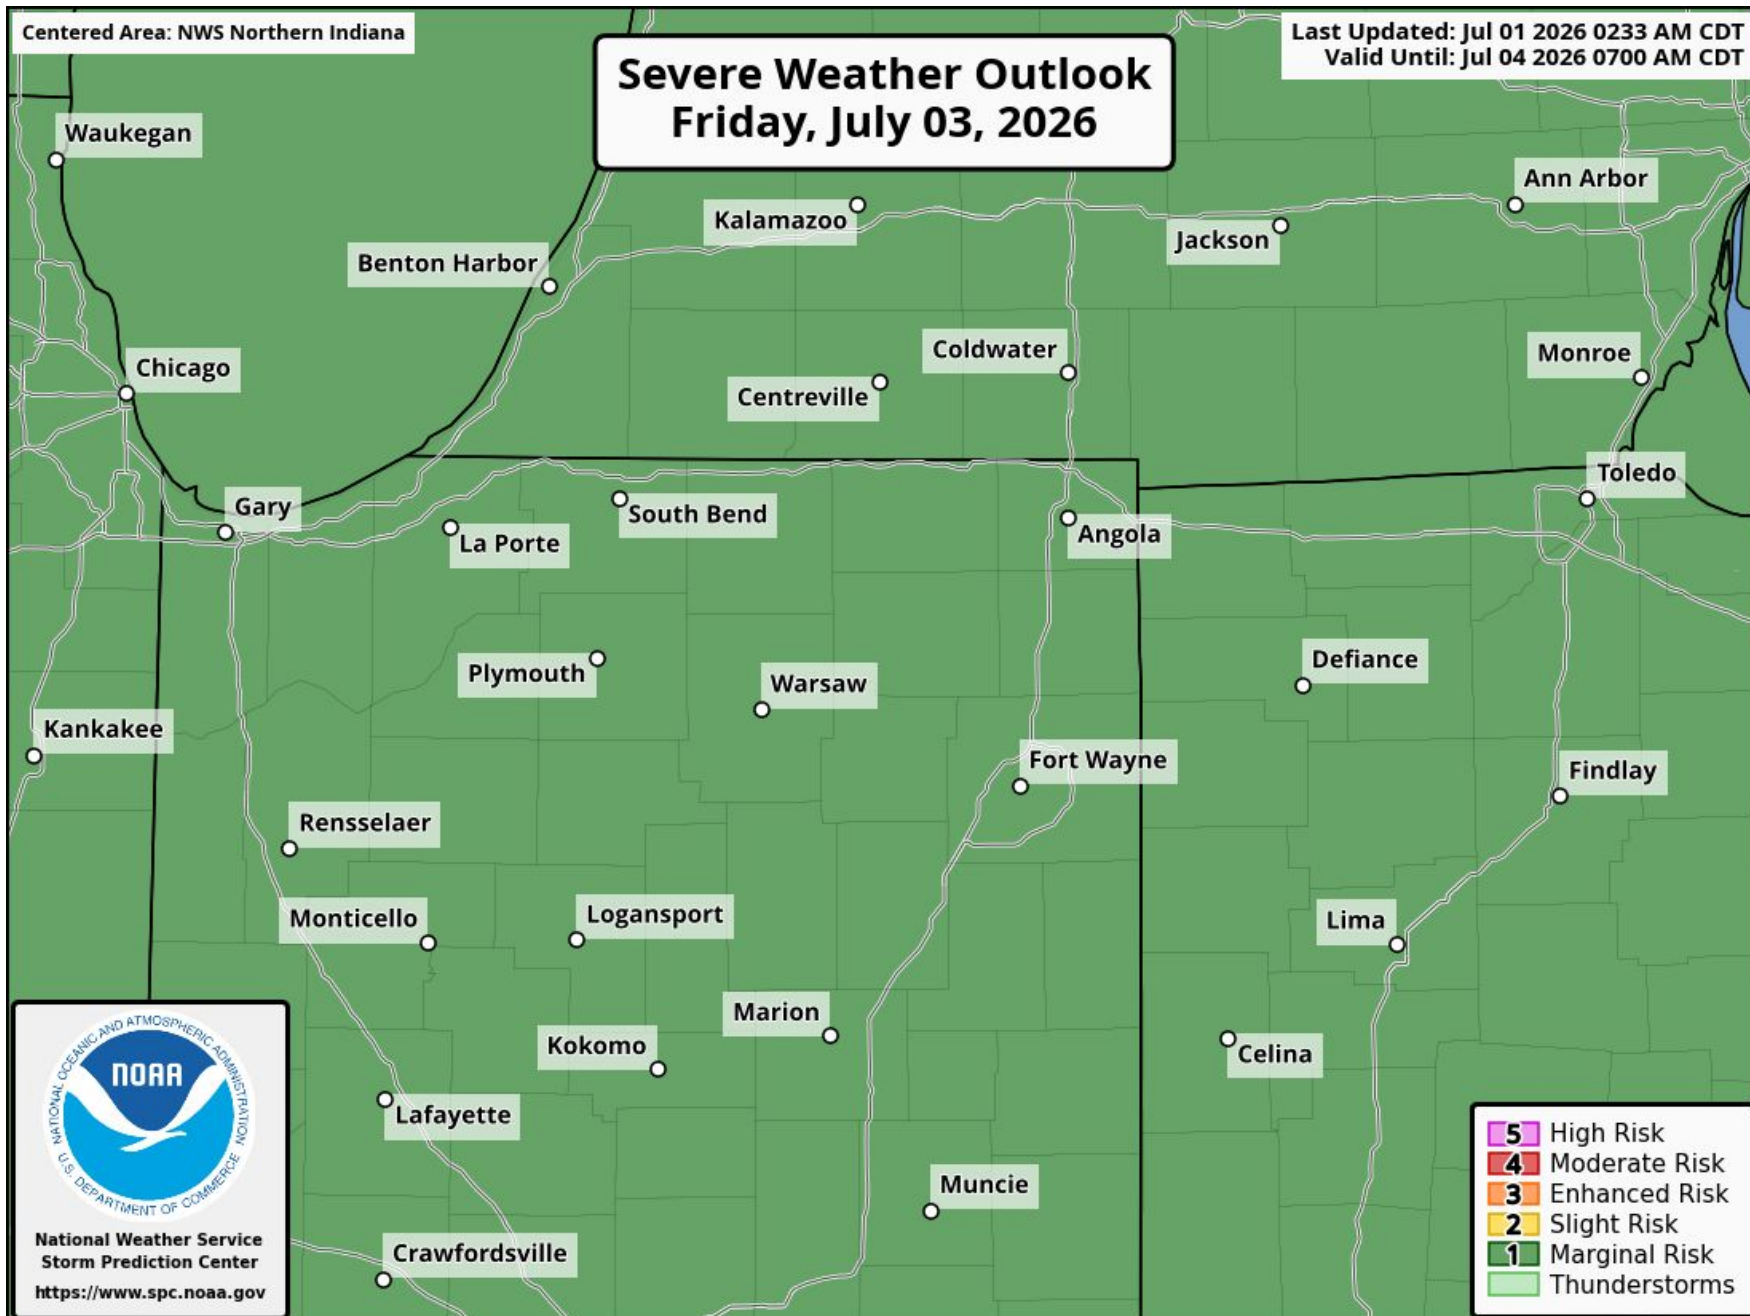 Centered Area: NWS Northern Indiana
Severe Weather Outlook
Friday, July 03, 2026
Last Updated: Jul 01 2026 0233 AM CDT
Valid Until: Jul 04 2026 0700 AM CDT
Waukegan
Ann Arbor
Kalamazoo
Jackson
Benton Harbor
Coldwater
Monroe
Chicago
Centreville
Toledo
Gary
South Bend
Angola
La Porte
Defiance
Plymouth
Warsaw
Kankakee
Fort Wayne
Findlay
Rensselaer
Logansport
Monticello
Lima
Marion
Kokomo
Celina
Lafayette
Muncie
Crawfordsville
NATIONAL OCEANIC AND ATMOSPHERIC ADMINISTRATION
NOAA
U.S. DEPARTMENT OF COMMERCE
National Weather Service
Storm Prediction Center
https://www.spc.noaa.gov
5 High Risk
4 Moderate Risk
3 Enhanced Risk
2 Slight Risk
1 Marginal Risk
Thunderstorms